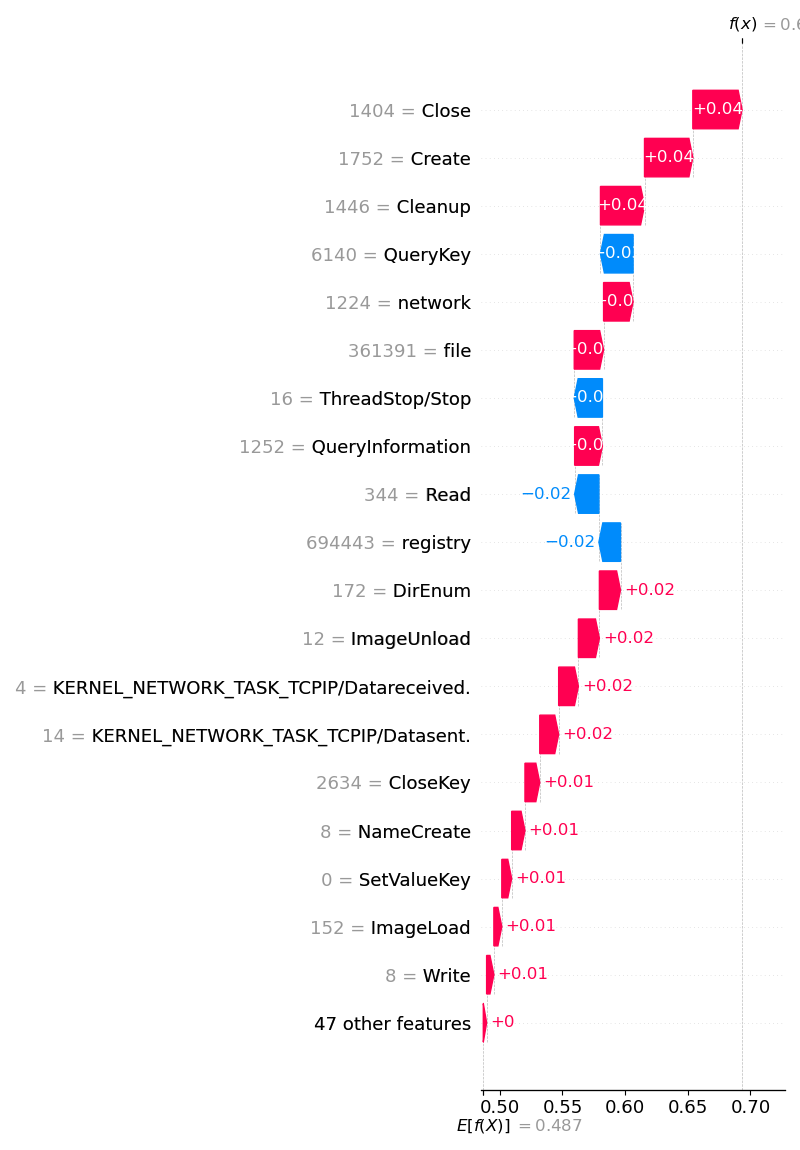 f(x) = 0.6
1404 = Close +0.04
1752 = Create +0.04
1446 = Cleanup +0.04
6140 = QueryKey
1224 = network
361391 = file
16 = ThreadStop/Stop
1252 = QueryInformation
344 = Read −0.02
694443 = registry −0.02
172 = DirEnum +0.02
12 = ImageUnload +0.02
4 = KERNEL_NETWORK_TASK_TCPIP/Datareceived. +0.02
14 = KERNEL_NETWORK_TASK_TCPIP/Datasent. +0.02
2634 = CloseKey +0.01
8 = NameCreate +0.01
0 = SetValueKey +0.01
152 = ImageLoad +0.01
8 = Write +0.01
47 other features +0
0.50 0.55 0.60 0.65 0.70
E[f(X)] = 0.487